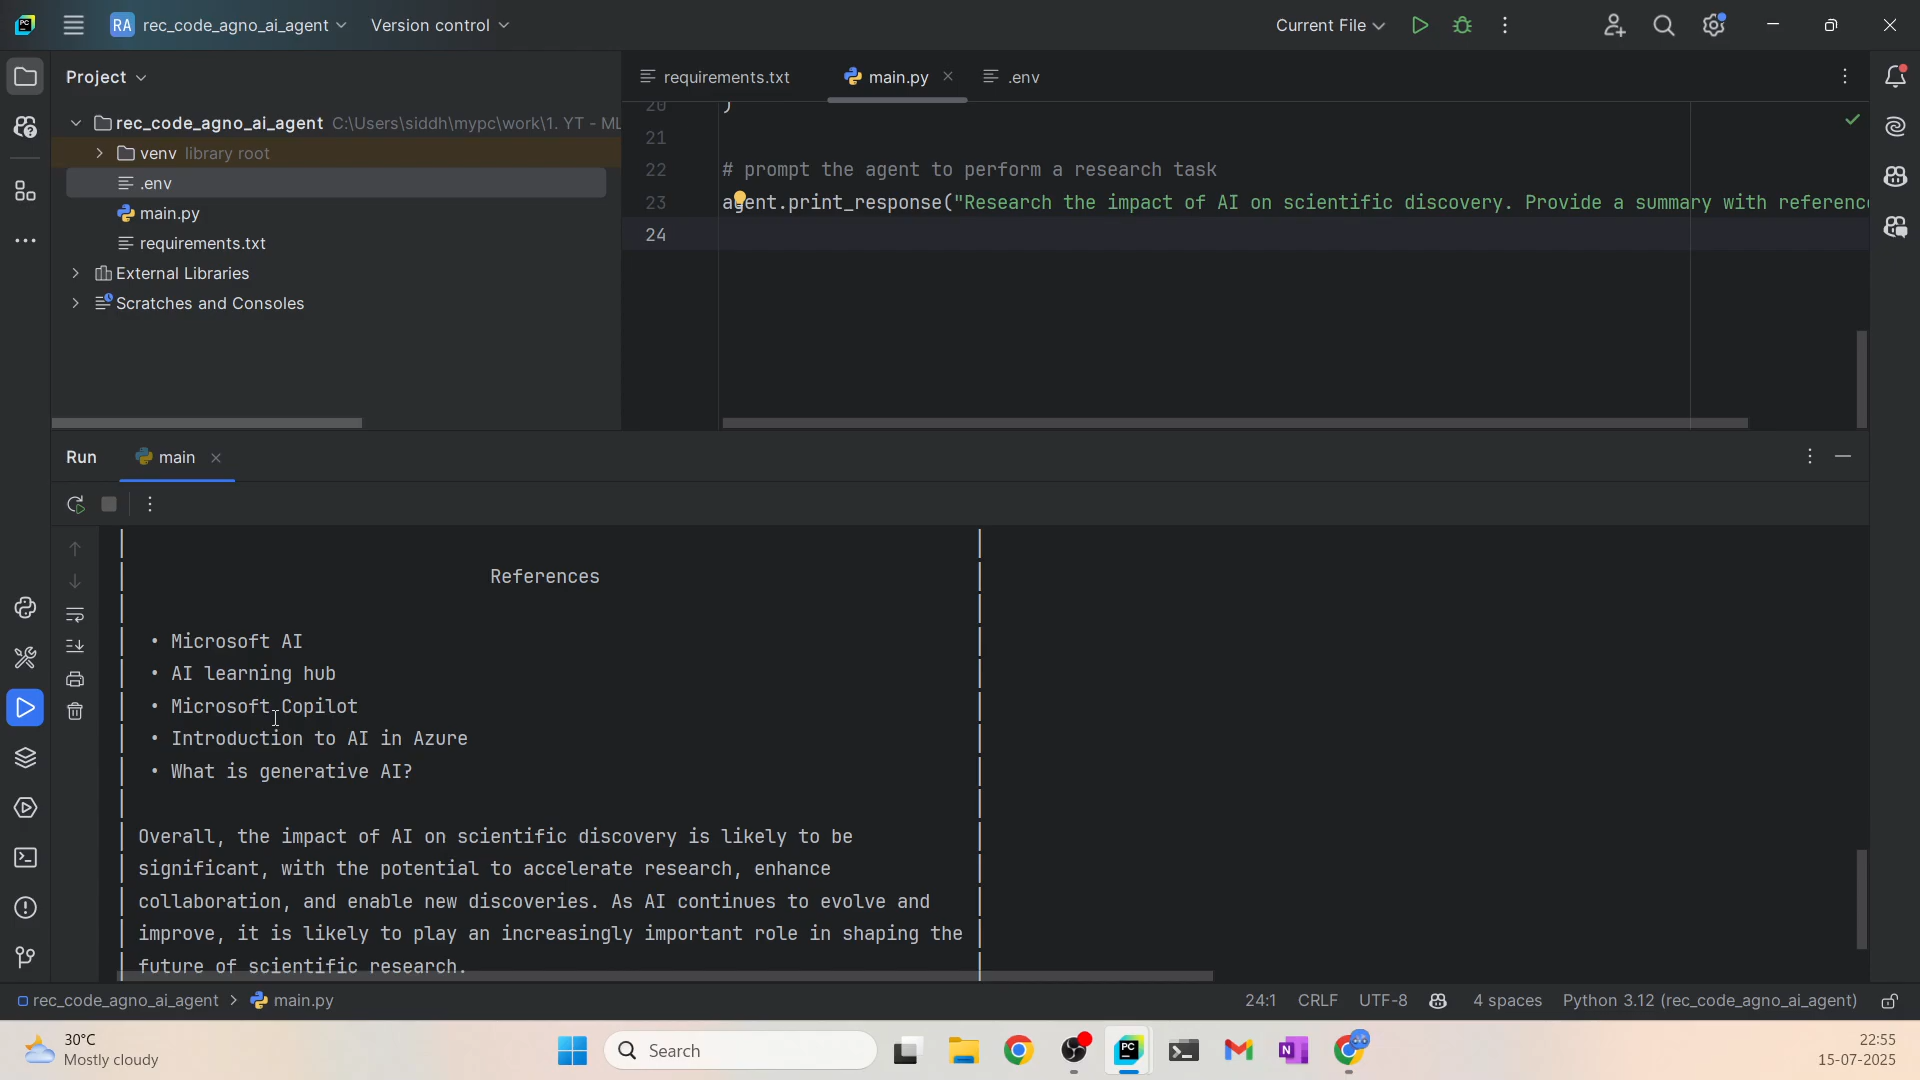 RA rec_code_agno_ai_agent Version control Current File
Project
requirements.txt main.py .env
rec_code_agno_ai_agent C:\Users\siddh\mypc\work\1. YT - ML
venv library root
.env
main.py
requirements.txt
External Libraries
Scratches and Consoles
20 )
21
22 # prompt the agent to perform a research task
23 agent.print_response("Research the impact of AI on scientific discovery. Provide a summary with referenc
24
Run main
References
• Microsoft AI
• AI learning hub
• Microsoft Copilot
• Introduction to AI in Azure
• What is generative AI?
Overall, the impact of AI on scientific discovery is likely to be
significant, with the potential to accelerate research, enhance
collaboration, and enable new discoveries. As AI continues to evolve and
improve, it is likely to play an increasingly important role in shaping the
future of scientific research.
rec_code_agno_ai_agent > main.py 24:1 CRLF UTF-8 4 spaces Python 3.12 (rec_code_agno_ai_agent)
30°C
Mostly cloudy
Search
22:55
15-07-2025